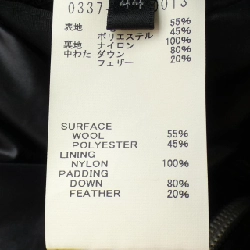 0337-
表地
55%
ポリエステル 45%
裏地 ナイロン 100%
中わた ダウン 80%
フェザー 20%
SURFACE
WOOL 55%
POLYESTER 45%
LINING
NYLON 100%
PADDING
DOWN 80%
FEATHER 20%